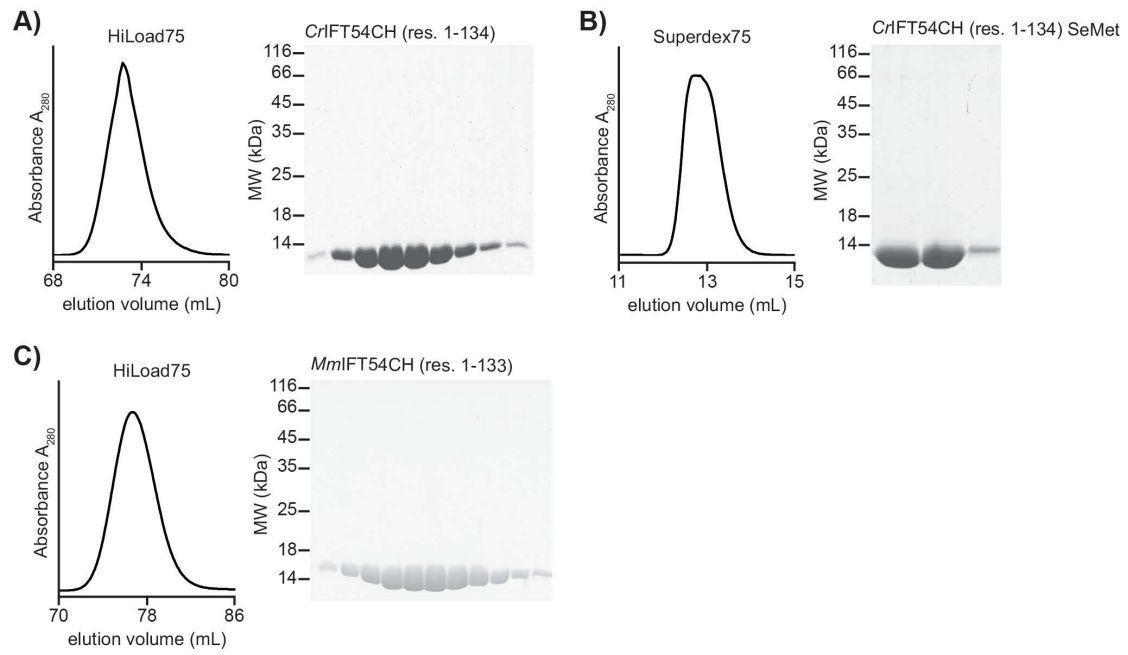 A)
HiLoad75
CrIFT54CH (res. 1-134)
Absorbance A280
68 74 80
elution volume (mL)
MW (kDa)
116
66
45
35
25
18
14
B)
Superdex75
CrIFT54CH (res. 1-134) SeMet
Absorbance A280
11 13 15
elution volume (mL)
MW (kDa)
116
66
45
35
25
18
14
C)
HiLoad75
MmIFT54CH (res. 1-133)
Absorbance A280
70 78 86
elution volume (mL)
MW (kDa)
116
66
45
35
25
18
14